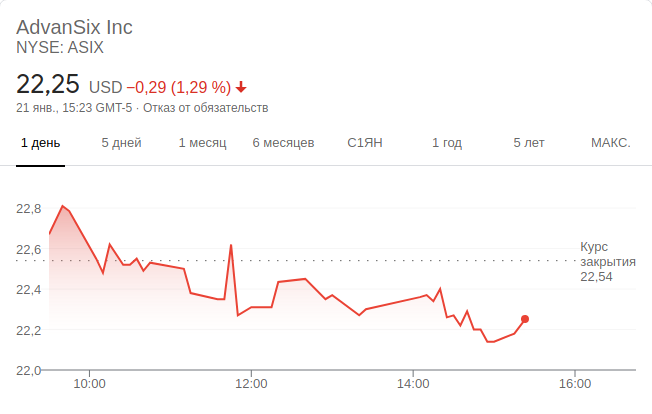 AdvanSix Inc
NYSE: ASIX
22,25 USD −0,29 (1,29 %)
21 янв., 15:23 GMT-5 · Отказ от обязательств
1 день 5 дней 1 месяц 6 месяцев С1ЯН 1 год 5 лет МАКС.
22,8
22,6
22,4
22,2
22,0
Курс
закрытия
22,54
10:00 12:00 14:00 16:00